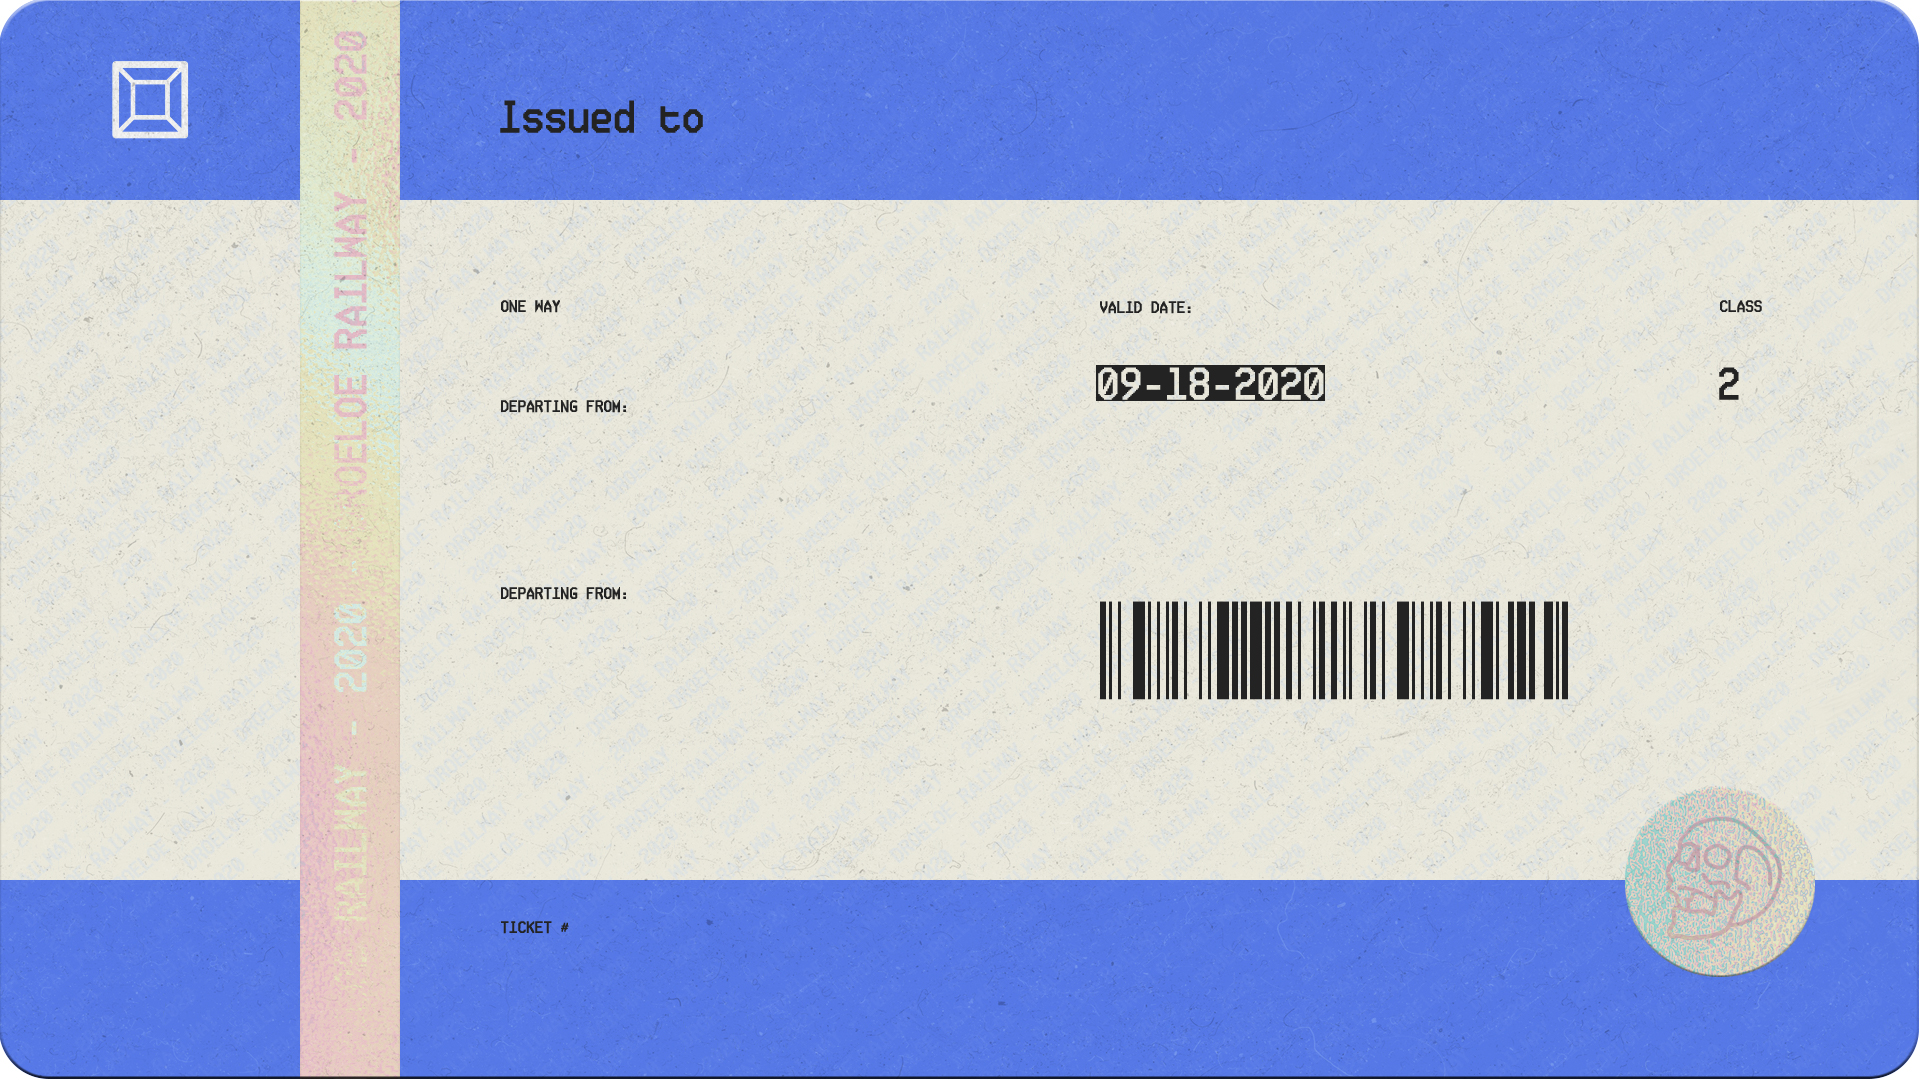 Issued to
ONE WAY
VALID DATE:
CLASS
09-18-2020
2
DEPARTING FROM:
DEPARTING FROM:
TICKET #
RAILWAY - 2020 - ROELOE RAILWAY - 2020